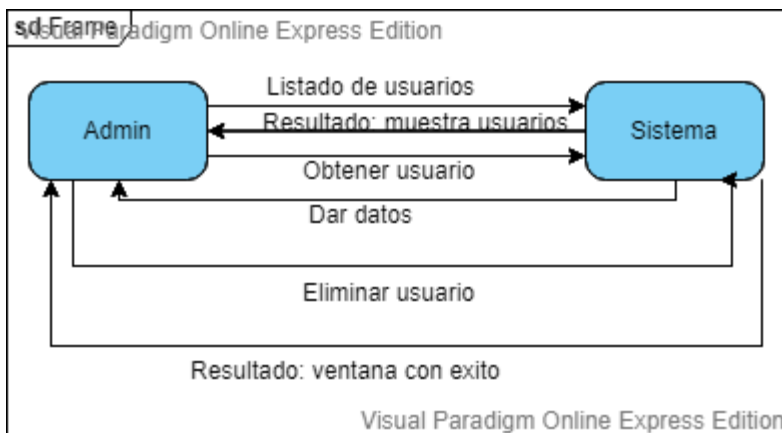 sd Frame
Visual Paradigm Online Express Edition
Listado de usuarios
Admin
Resultado: muestra usuarios
Sistema
Obtener usuario
Dar datos
Eliminar usuario
Resultado: ventana con exito
Visual Paradigm Online Express Edition